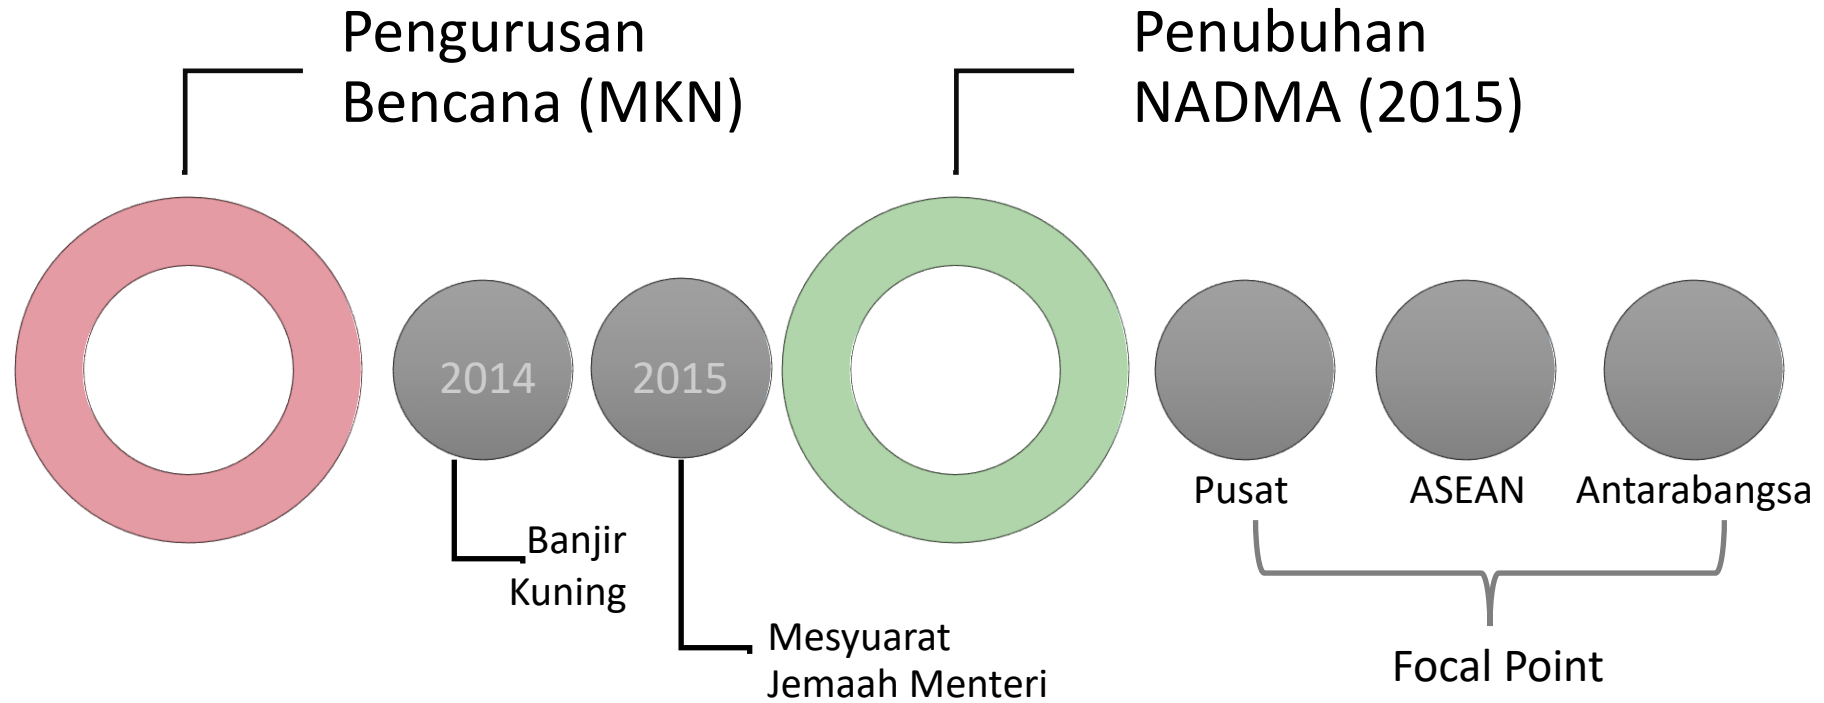 Pengurusan
Bencana (MKN)
Penubuhan
NADMA (2015)
2014
2015
Banjir
Kuning
Mesyuarat
Jemaah Menteri
Pusat
ASEAN
Antarabangsa
Focal Point